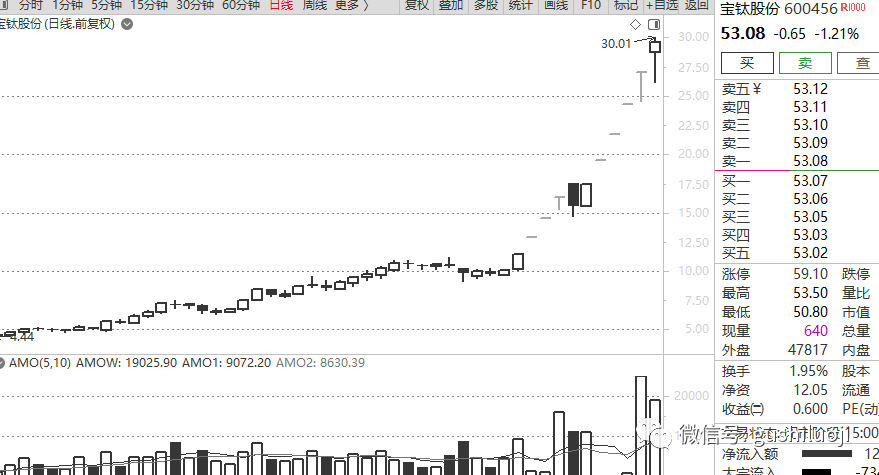 分时 1分钟 5分钟 15分钟 30分钟 60分钟 日线 周线 更多 〉 复权 叠加 多股 统计 画线 F10 标记 +自选 返回
宝钛股份(日线.前复权)
30.01
30.00
27.50
25.00
22.50
20.00
17.50
15.00
12.50
10.00
7.50
5.00
4.44
AMO(5,10) AMOW: 19025.90 AMO1: 9072.20 AMO2: 8630.39
20000
宝钛股份 600456 R1000
53.08 -0.65 -1.21%
买 卖 查
卖五¥ 53.12
卖四 53.11
卖三 53.10
卖二 53.09
卖一 53.08
买一 53.07
买二 53.06
买三 53.05
买四 53.03
买五 53.02
涨停 59.10 跌停
最高 53.50 量比
最低 50.80 市值
现量 640 总量
外盘 47817 内盘
换手 1.95% 股本
净资 12.05 流通
收益㈡ 0.600 PE(动)
15:00
净流入额 12
大宗流入 -734